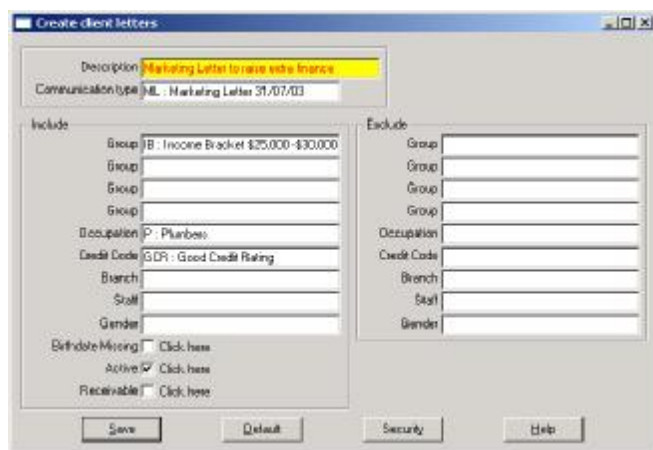 Create client letters
Description Marketing Letter to raise extra finance
Communication type ML : Marketing Letter 31/07/03
Include
Group IB : Income Bracket $25,000-$30,000
Group
Group
Group
Occupation P : Plumbers
Credit Code GCR : Good Credit Rating
Branch
Staff
Gender
Birthdate Missing Click here
Active Click here
Receivable Click here
Exclude
Group
Group
Group
Group
Occupation
Credit Code
Branch
Staff
Gender
Save Default Security Help